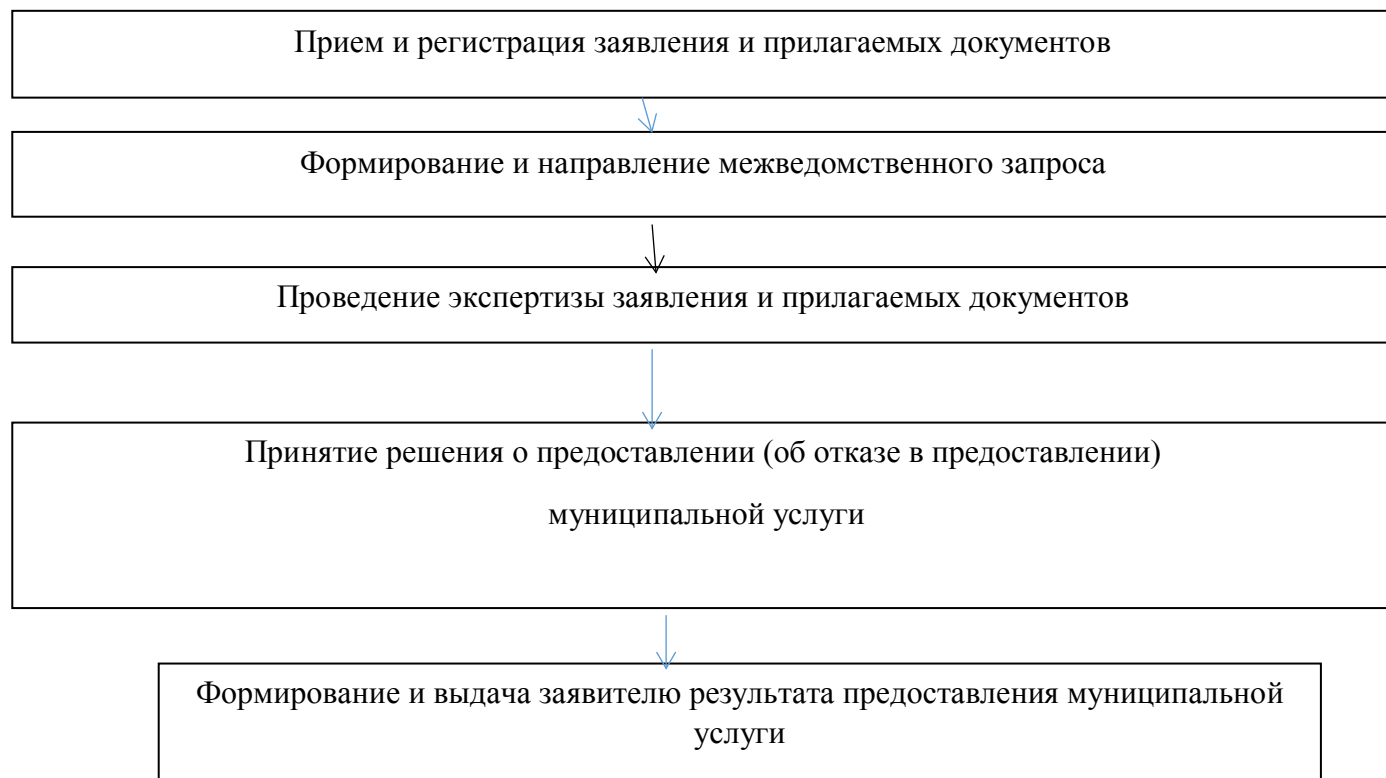 Прием и регистрация заявления и прилагаемых документов
Формирование и направление межведомственного запроса
Проведение экспертизы заявления и прилагаемых документов
Принятие решения о предоставлении (об отказе в предоставлении)
муниципальной услуги
Формирование и выдача заявителю результата предоставления муниципальной
услуги